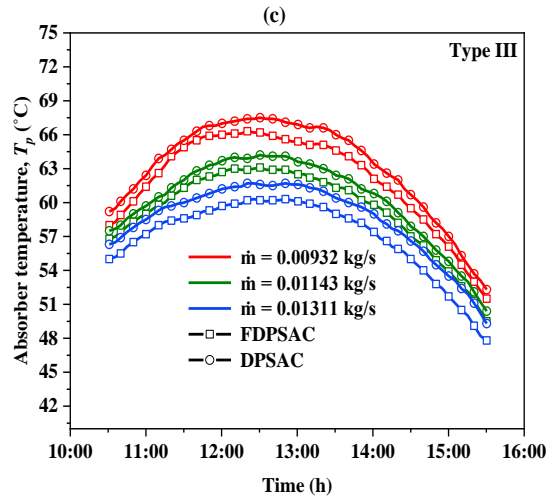 (c)
Type III
Absorber temperature, Tₚ (°C)
75
72
69
66
63
60
57
54
51
48
45
42
ṁ = 0.00932 kg/s
ṁ = 0.01143 kg/s
ṁ = 0.01311 kg/s
FDPSAC
DPSAC
10:00 11:00 12:00 13:00 14:00 15:00 16:00
Time (h)